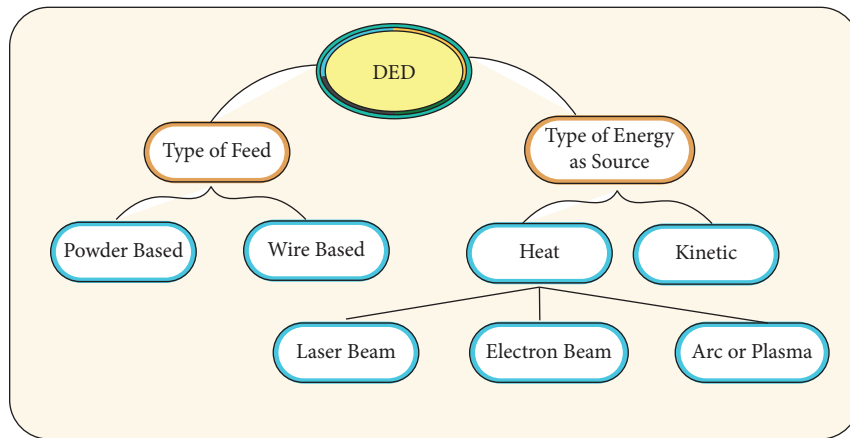 DED
Type of Feed
Type of Energy
as Source
Powder Based
Wire Based
Heat
Kinetic
Laser Beam
Electron Beam
Arc or Plasma